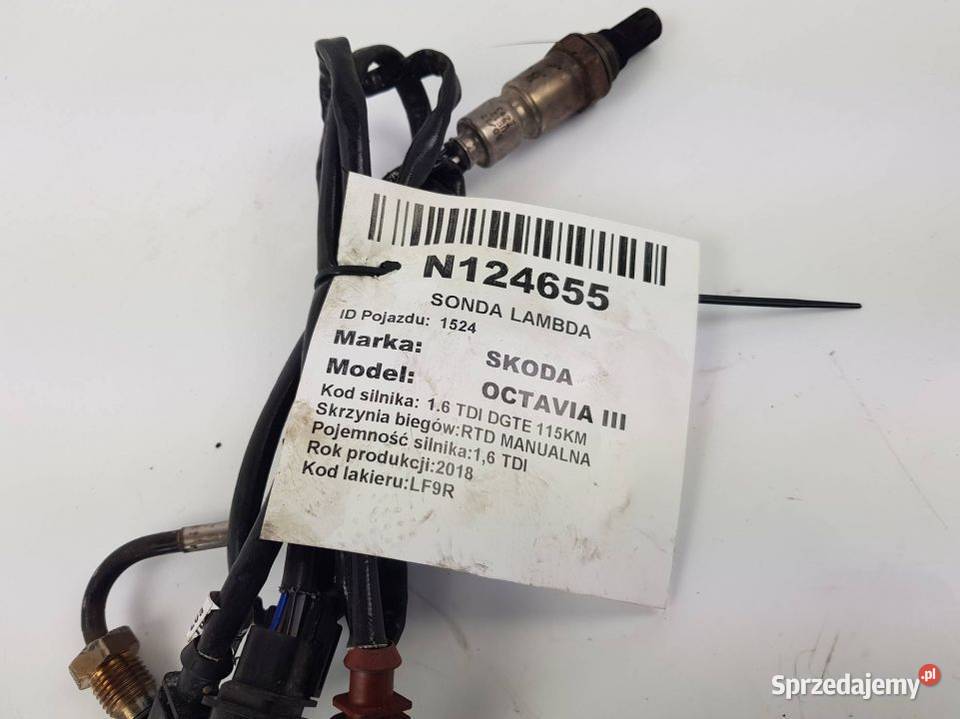 N124655
SONDA LAMBDA
ID Pojazdu: 1524
Marka: SKODA
Model: OCTAVIA III
Kod silnika: 1.6 TDI DGTE 115KM
Skrzynia biegów:RTD MANUALNA
Pojemność silnika:1,6 TDI
Rok produkcji:2018
Kod lakieru:LF9R
Sprzedajemy.pl